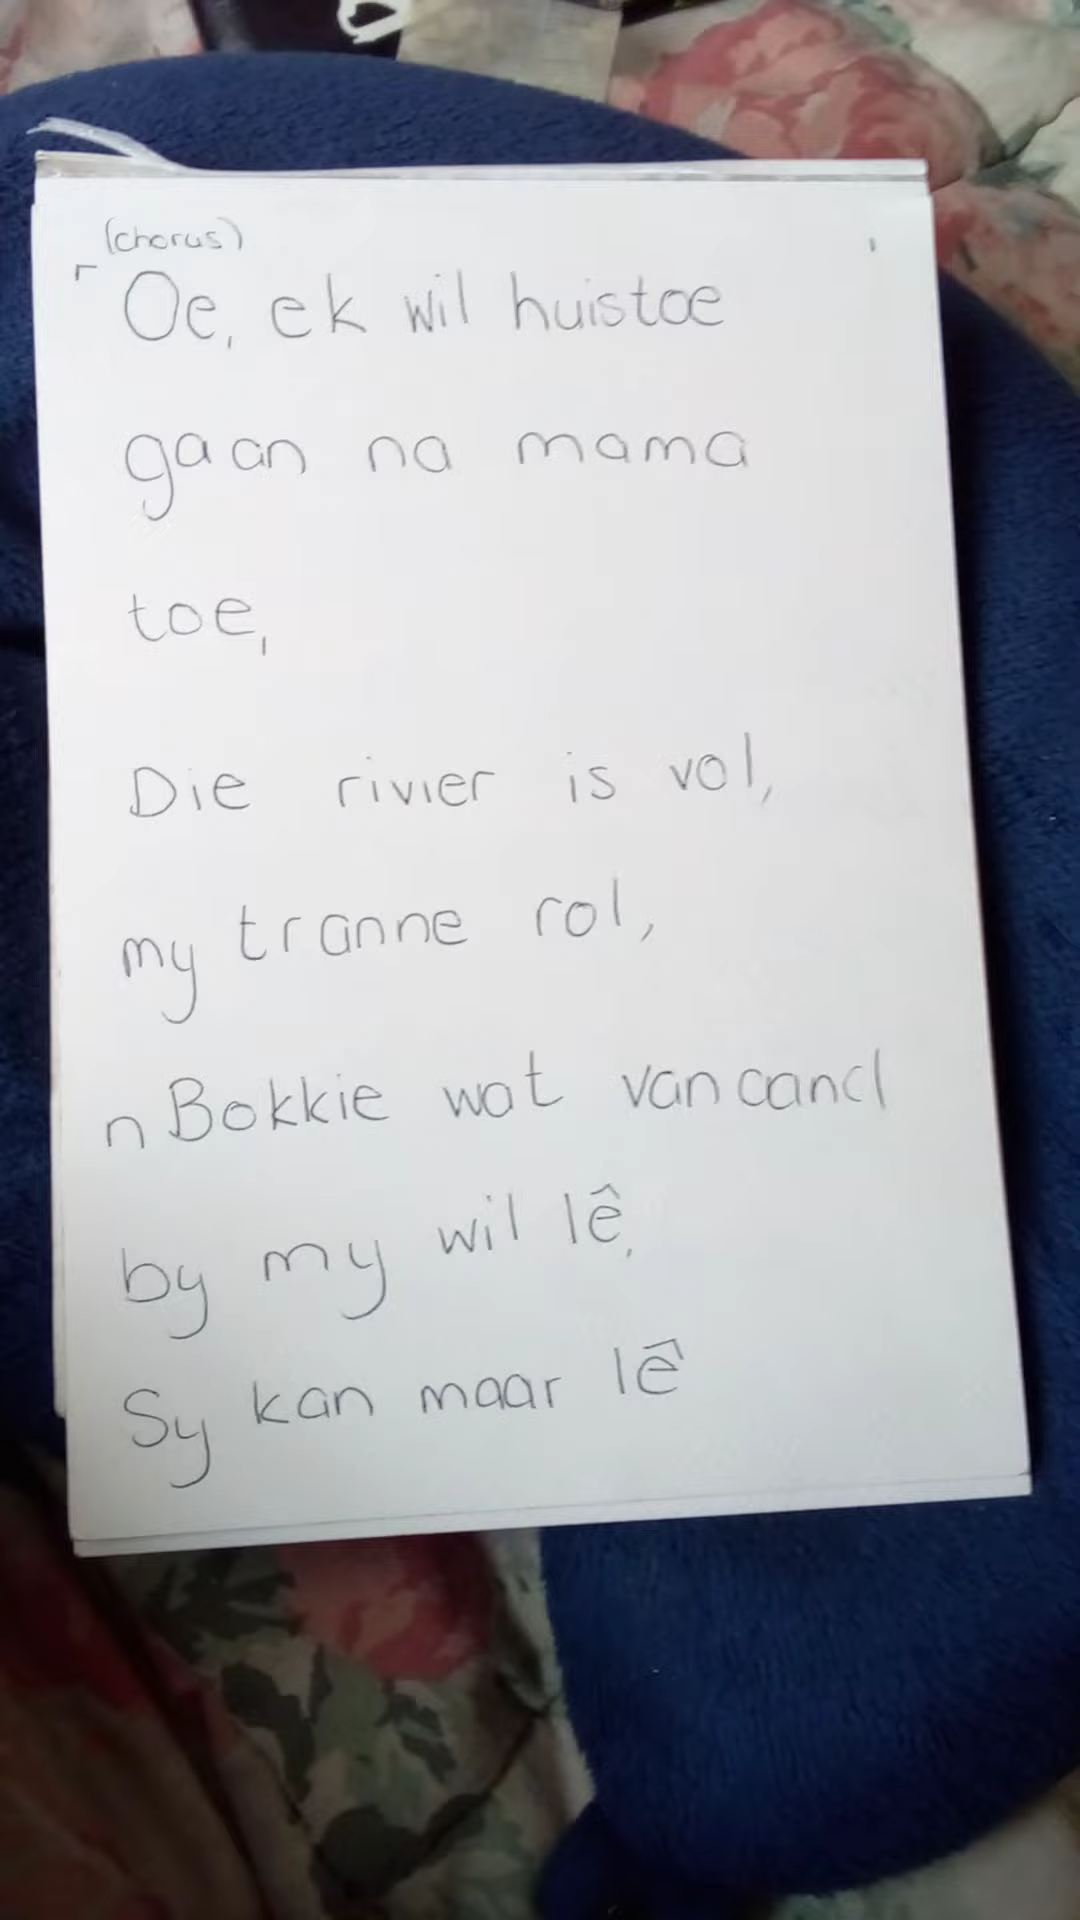 (chorus)
Oe, ek wil huistoe
gaan na mama
toe,
Die rivier is vol,
my tranne rol,
n Bokkie wat vanaand
by my wil lê,
Sy kan maar lê